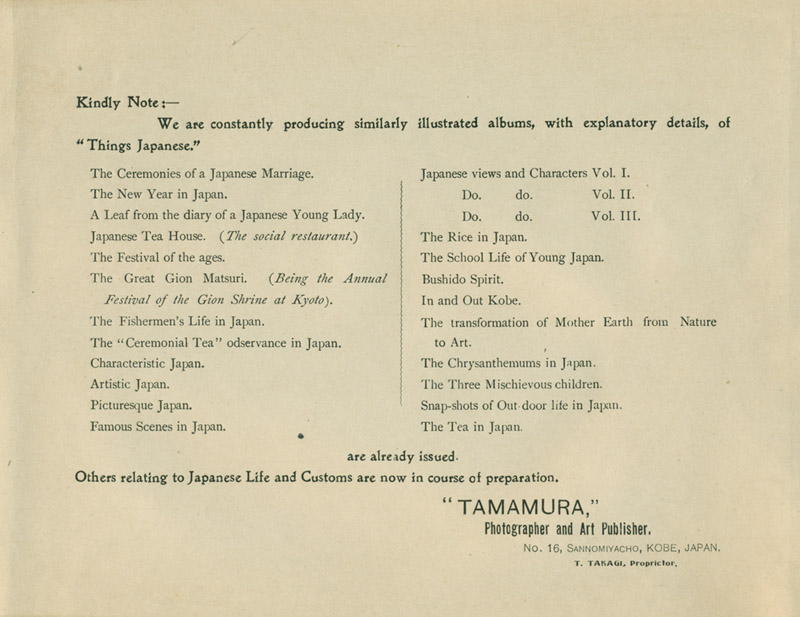 Kindly Note:—
We are constantly producing similarly illustrated albums, with explanatory details, of
"Things Japanese."
The Ceremonies of a Japanese Marriage.
The New Year in Japan.
A Leaf from the diary of a Japanese Young Lady.
Japanese Tea House. (The social restaurant.)
The Festival of the ages.
The Great Gion Matsuri. (Being the Annual
Festival of the Gion Shrine at Kyoto).
The Fishermen's Life in Japan.
The "Ceremonial Tea" odservance in Japan.
Characteristic Japan.
Artistic Japan.
Picturesque Japan.
Famous Scenes in Japan.
Japanese views and Characters Vol. I.
Do. do. Vol. II.
Do. do. Vol. III.
The Rice in Japan.
The School Life of Young Japan.
Bushido Spirit.
In and Out Kobe.
The transformation of Mother Earth from Nature
to Art.
The Chrysanthemums in Japan.
The Three Mischievous children.
Snap-shots of Out-door life in Japan.
The Tea in Japan.
are already issued.
Others relating to Japanese Life and Customs are now in course of preparation.
"TAMAMURA,"
Photographer and Art Publisher.
No. 16, SANNOMIYACHO, KOBE, JAPAN.
T. TAKAGI, Proprietor.